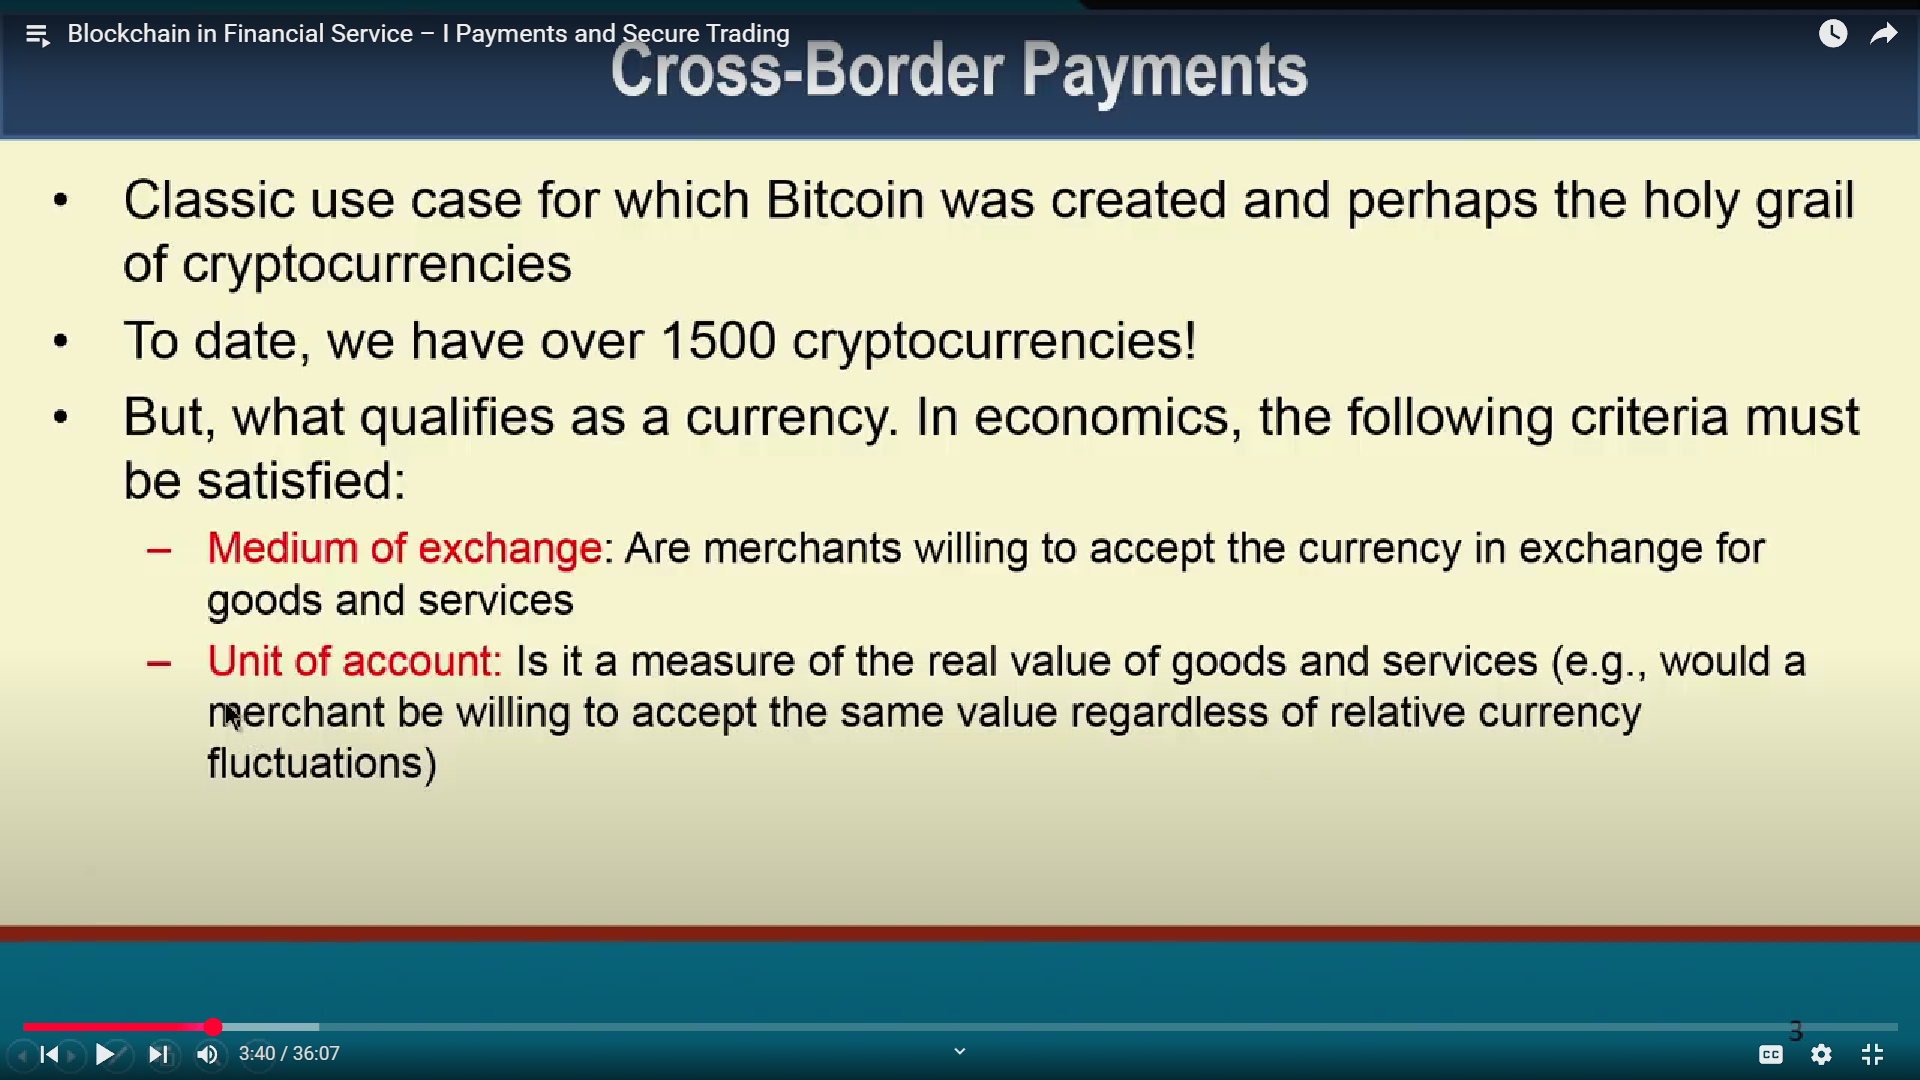 Blockchain in Financial Service – I Payments and Secure Trading
Cross-Border Payments
• Classic use case for which Bitcoin was created and perhaps the holy grail
of cryptocurrencies
• To date, we have over 1500 cryptocurrencies!
• But, what qualifies as a currency. In economics, the following criteria must
be satisfied:
– Medium of exchange: Are merchants willing to accept the currency in exchange for
goods and services
– Unit of account: Is it a measure of the real value of goods and services (e.g., would a
merchant be willing to accept the same value regardless of relative currency
fluctuations)
3
3:40 / 36:07
CC